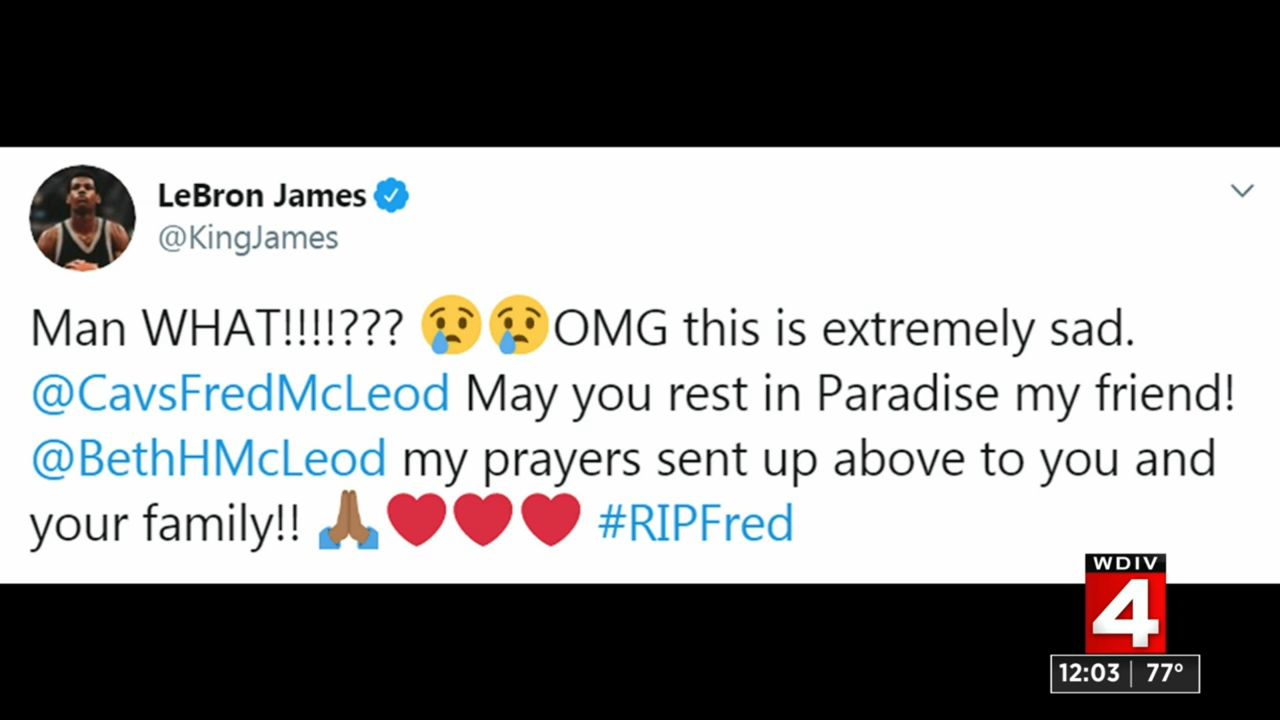 LeBron James
@KingJames
Man WHAT!!!!??? 😢😢OMG this is extremely sad.
@CavsFredMcLeod May you rest in Paradise my friend!
@BethHMcLeod my prayers sent up above to you and
your family!! 🙏🏾❤️❤️❤️ #RIPFred
WDIV
4
12:03 | 77°